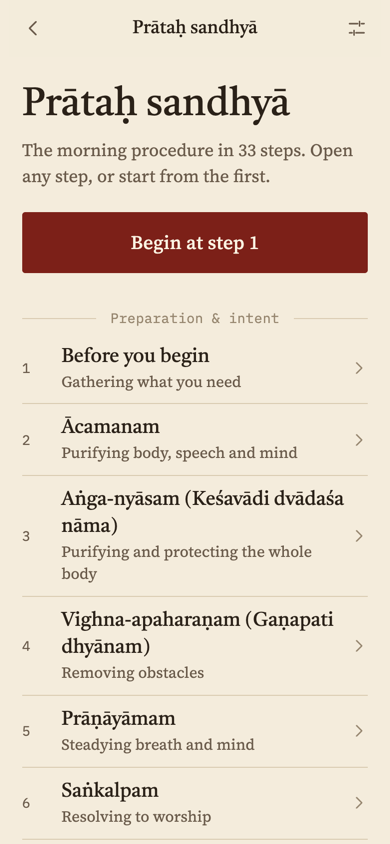 Prātaḥ sandhyā
Prātaḥ sandhyā
The morning procedure in 33 steps. Open
any step, or start from the first.
Begin at step 1
Preparation & intent
1
Before you begin
Gathering what you need
2
Ācamanam
Purifying body, speech and mind
3
Aṅga-nyāsam (Keśavādi dvādaśa
nāma)
Purifying and protecting the whole
body
4
Vighna-apaharaṇam (Gaṇapati
dhyānam)
Removing obstacles
5
Prāṇāyāmam
Steadying breath and mind
6
Saṅkalpam
Resolving to worship